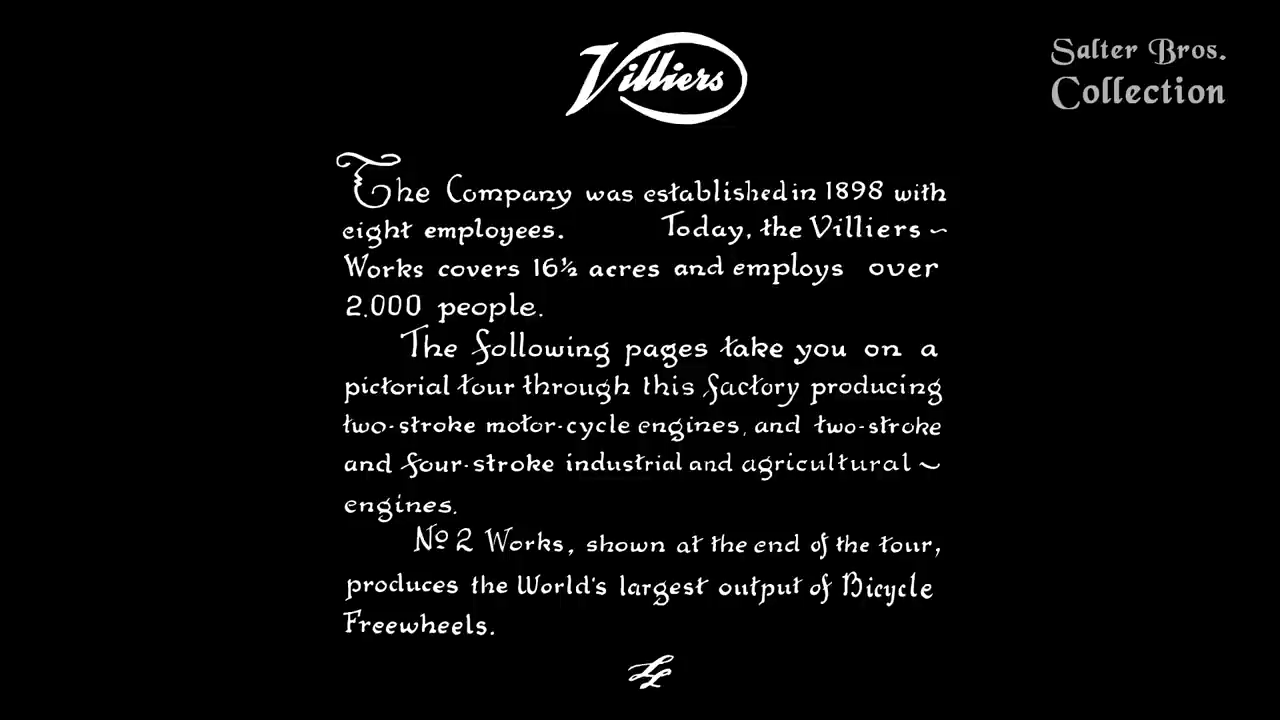 Villiers
Salter Bros.
Collection
The Company was established in 1898 with
eight employees. Today, the Villiers ~
Works covers 16½ acres and employs over
2.000 people.
The following pages take you on a
pictorial tour through this factory producing
two-stroke motor-cycle engines, and two-stroke
and four-stroke industrial and agricultural ~
engines.
Nº 2 Works, shown at the end of the tour,
produces the World's largest output of Bicycle
Freewheels.